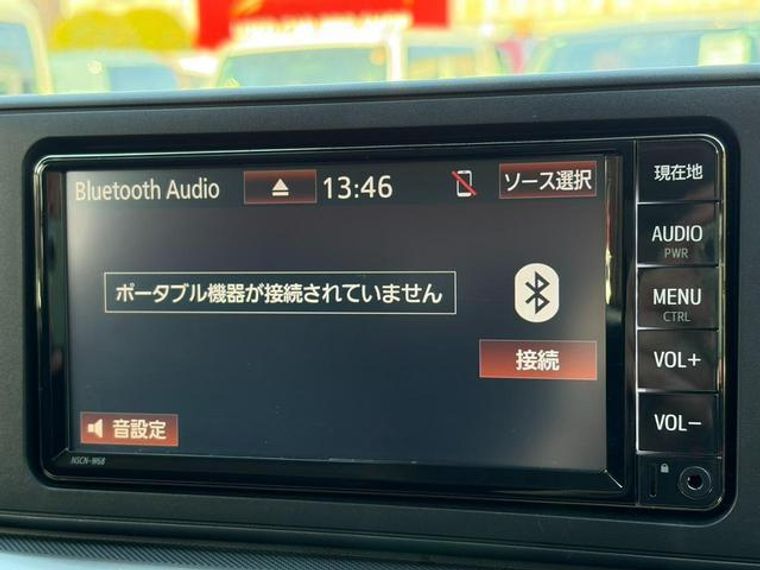 Bluetooth Audio
13:46
ソース選択
ポータブル機器が接続されていません
接続
音設定
NSCN-W68
現在地
AUDIO
PWR
MENU
CTRL
VOL+
VOL−